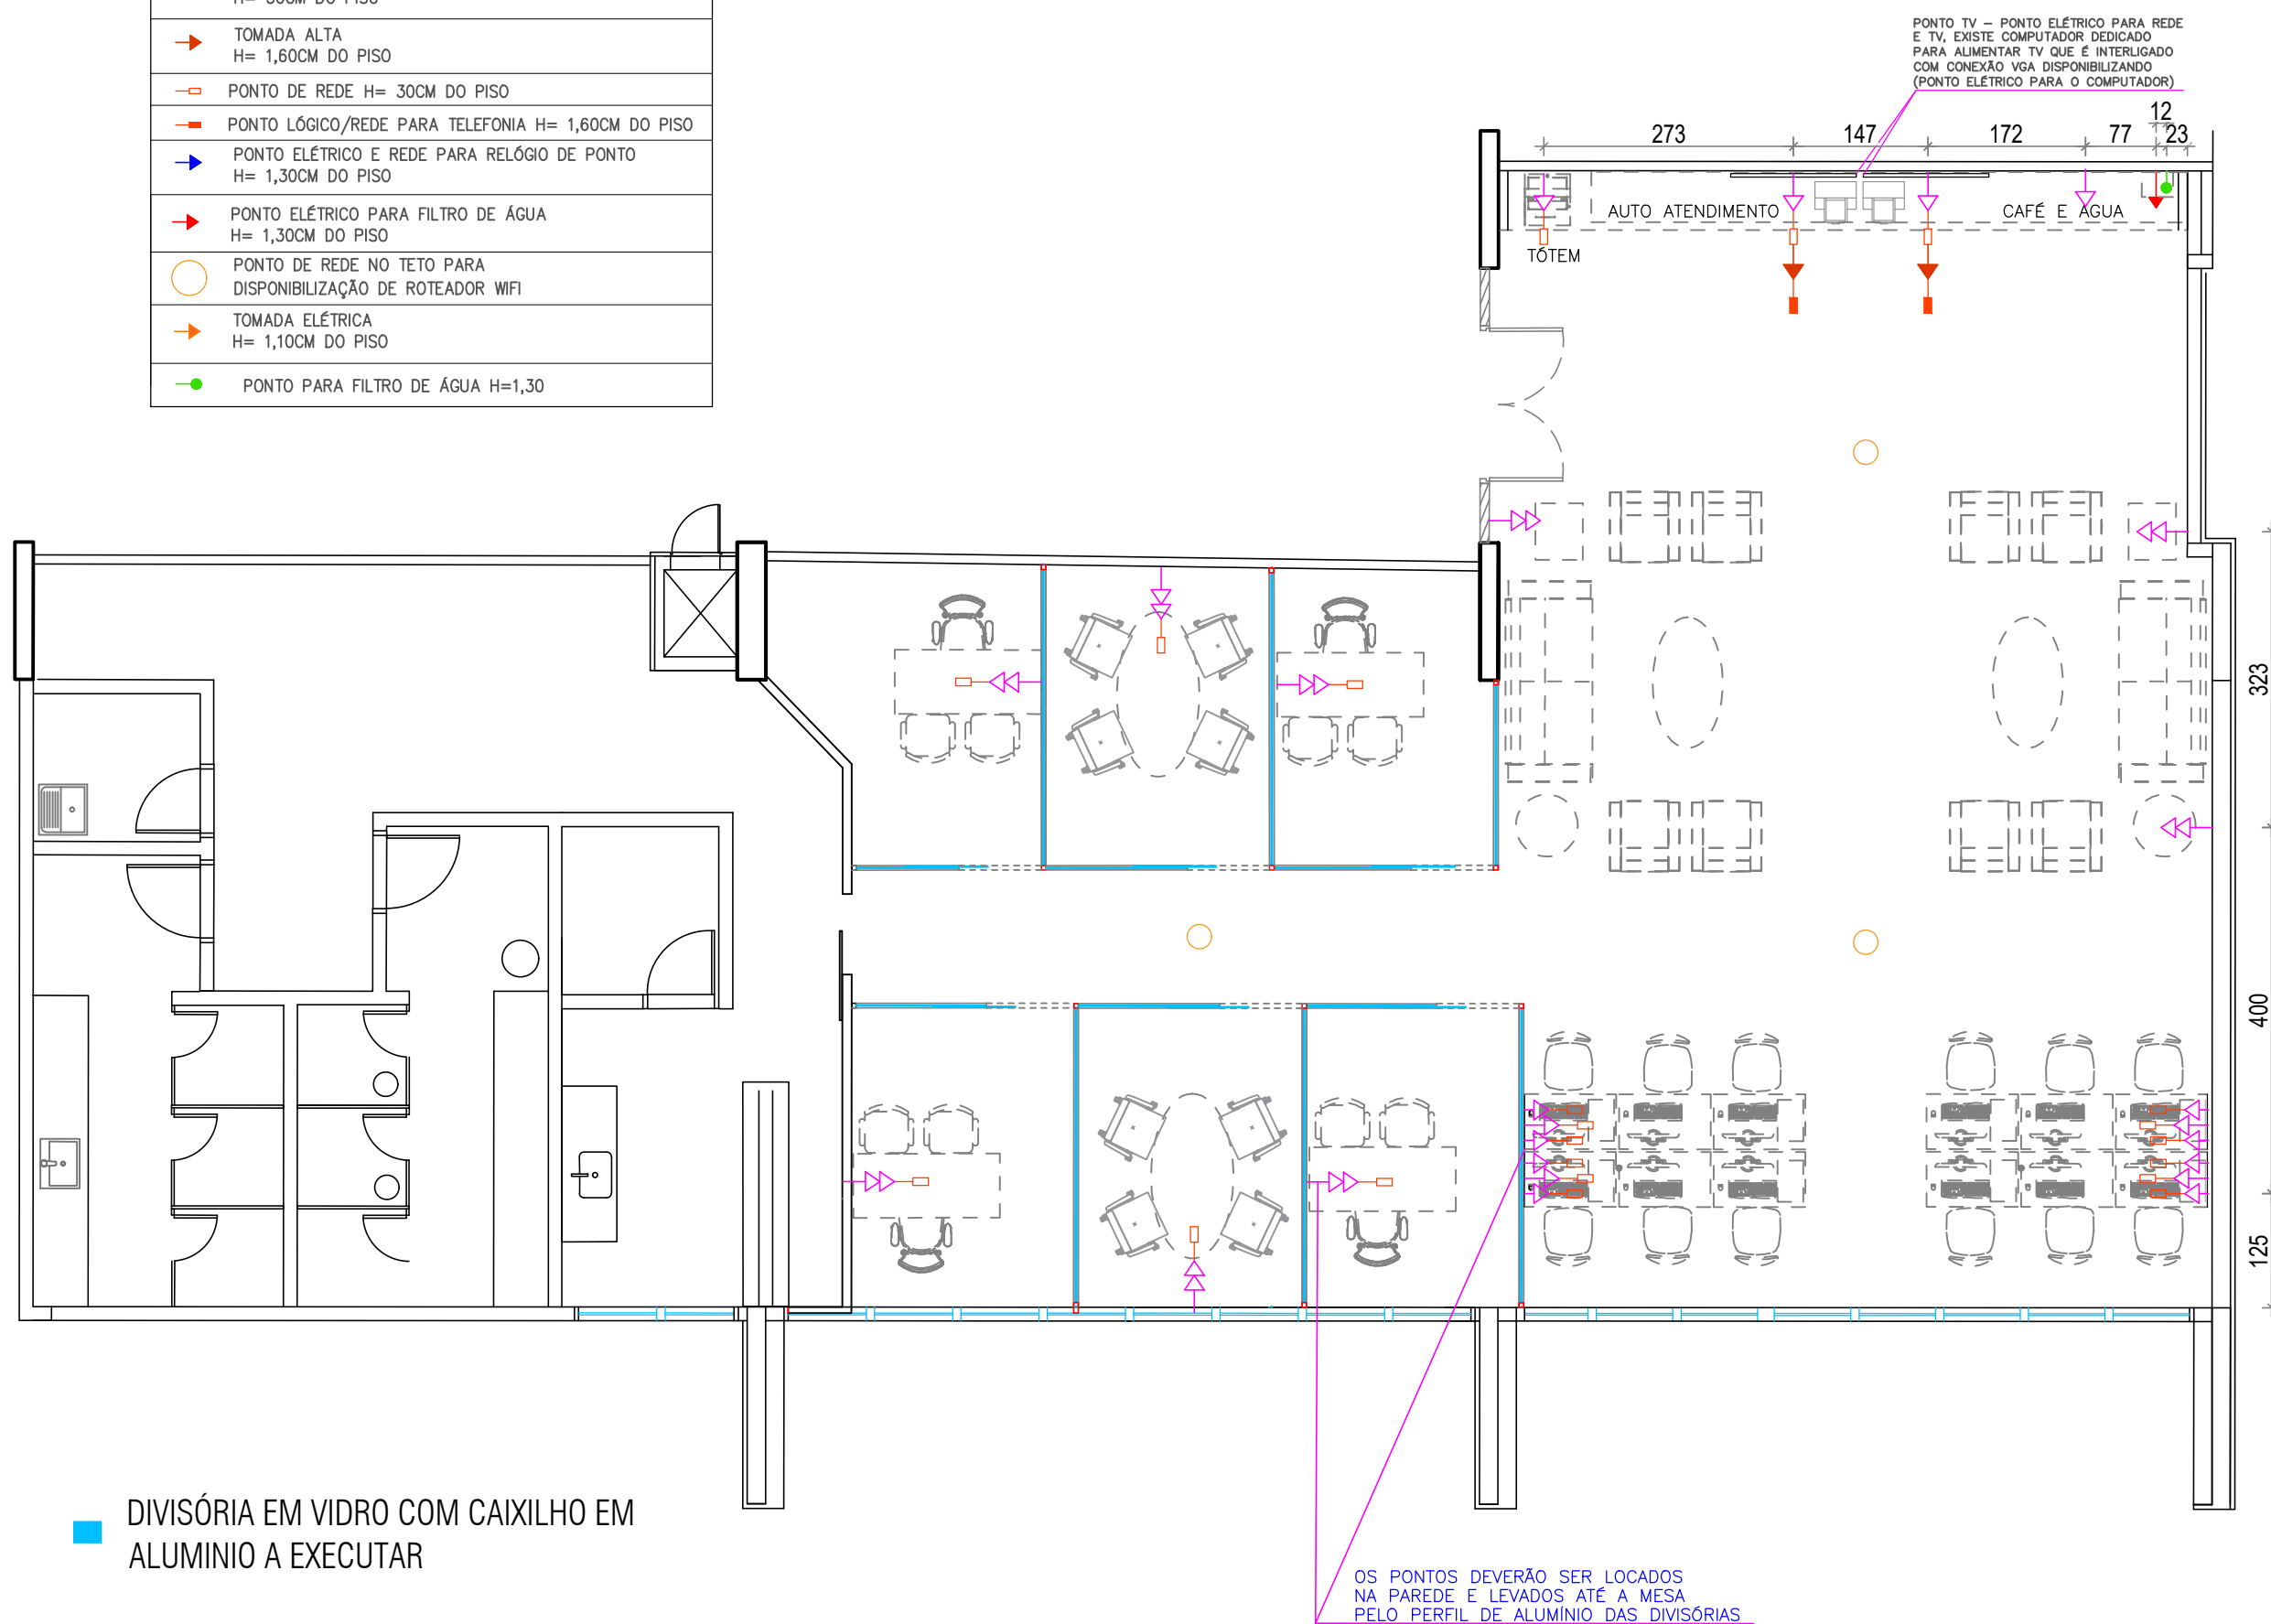 TOMADA ALTA
H= 1,60CM DO PISO
PONTO DE REDE H= 30CM DO PISO
PONTO LÓGICO/REDE PARA TELEFONIA H= 1,60CM DO PISO
PONTO ELÉTRICO E REDE PARA RELÓGIO DE PONTO
H= 1,30CM DO PISO
PONTO ELÉTRICO PARA FILTRO DE ÁGUA
H= 1,30CM DO PISO
PONTO DE REDE NO TETO PARA
DISPONIBILIZAÇÃO DE ROTEADOR WIFI
TOMADA ELÉTRICA
H= 1,10CM DO PISO
PONTO PARA FILTRO DE ÁGUA H=1,30
PONTO TV – PONTO ELÉTRICO PARA REDE
E TV, EXISTE COMPUTADOR DEDICADO
PARA ALIMENTAR TV QUE É INTERLIGADO
COM CONEXÃO VGA DISPONIBILIZANDO
(PONTO ELÉTRICO PARA O COMPUTADOR)
12
273 147 172 77 23
AUTO ATENDIMENTO CAFÉ E AGUA
TÓTEM
323
400
125
DIVISÓRIA EM VIDRO COM CAIXILHO EM
ALUMINIO A EXECUTAR
OS PONTOS DEVERÃO SER LOCADOS
NA PAREDE E LEVADOS ATÉ A MESA
PELO PERFIL DE ALUMÍNIO DAS DIVISÓRIAS